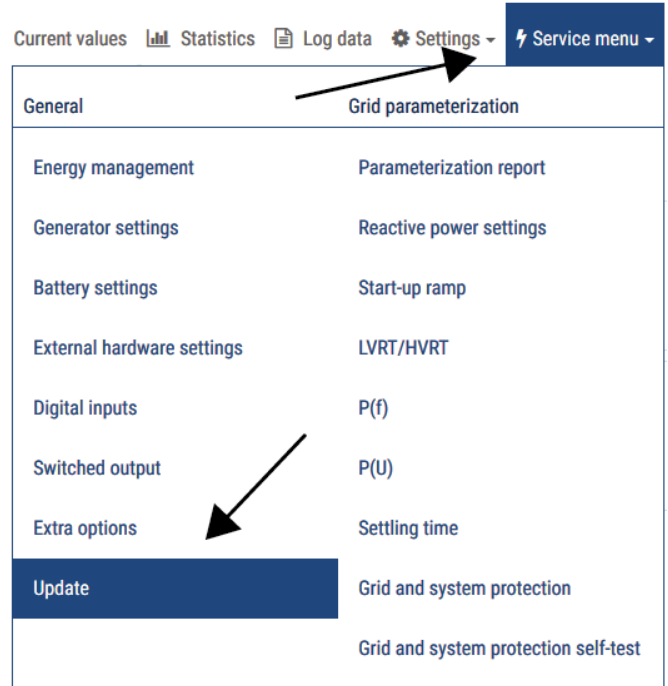 Current values Statistics Log data Settings Service menu
General Grid parameterization
Energy management Parameterization report
Generator settings Reactive power settings
Battery settings Start-up ramp
External hardware settings LVRT/HVRT
Digital inputs P(f)
Switched output P(U)
Extra options Settling time
Update Grid and system protection
Grid and system protection self-test